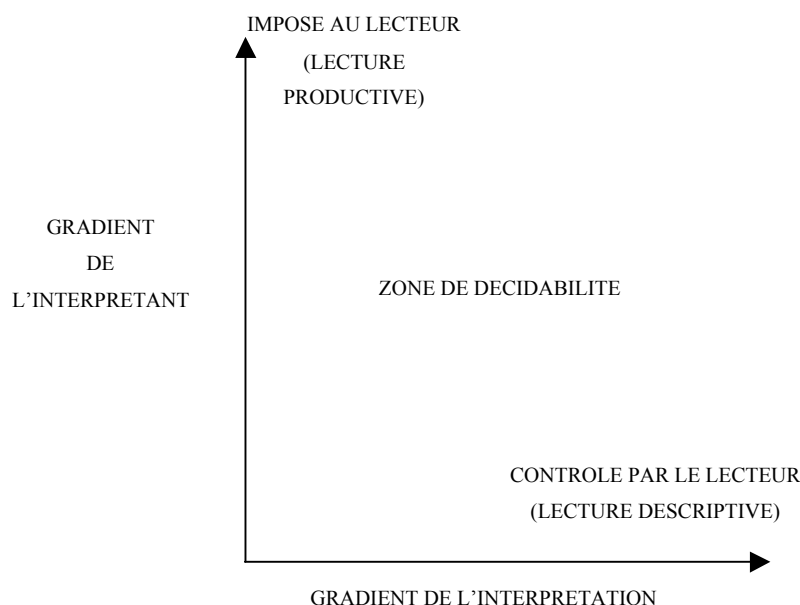 IMPOSE AU LECTEUR
(LECTURE
PRODUCTIVE)
GRADIENT
DE
L’INTERPRETANT
ZONE DE DECIDABILITE
CONTROLE PAR LE LECTEUR
(LECTURE DESCRIPTIVE)
GRADIENT DE L’INTERPRETATION